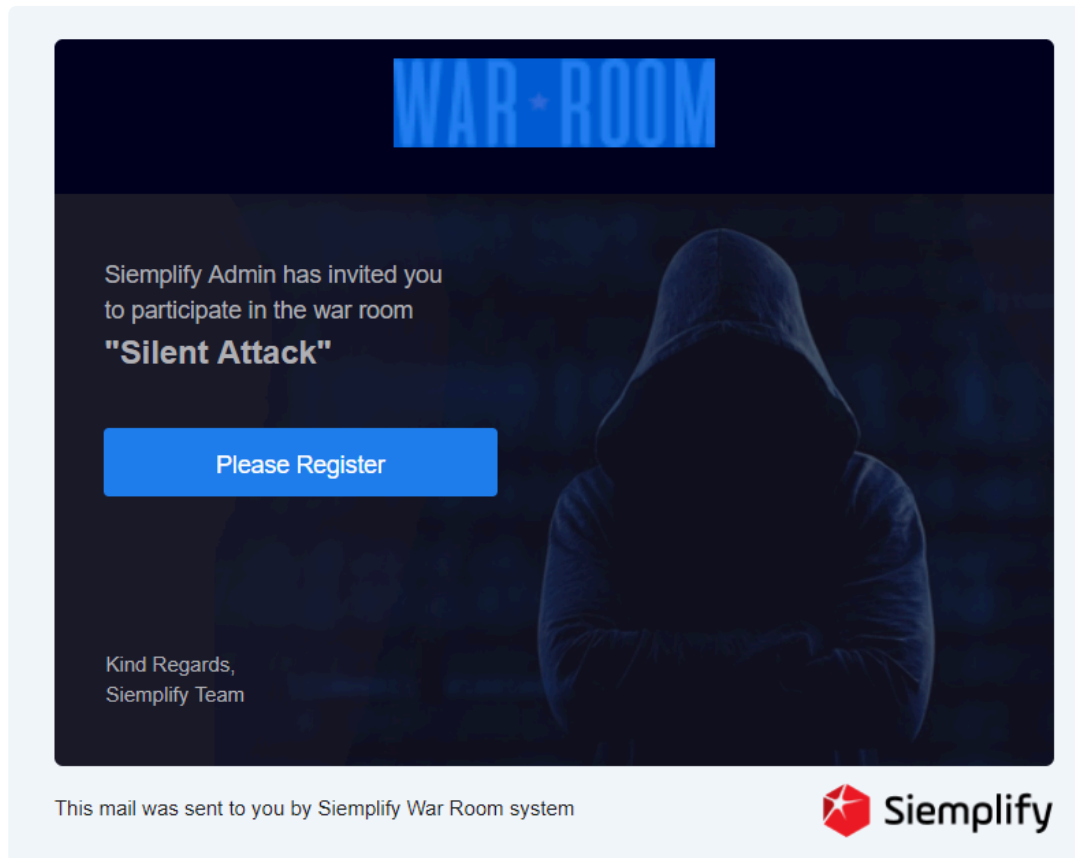 WAR ROOM
Siemplify Admin has invited you
to participate in the war room
"Silent Attack"
Please Register
Kind Regards,
Siemplify Team
This mail was sent to you by Siemplify War Room system
Siemplify